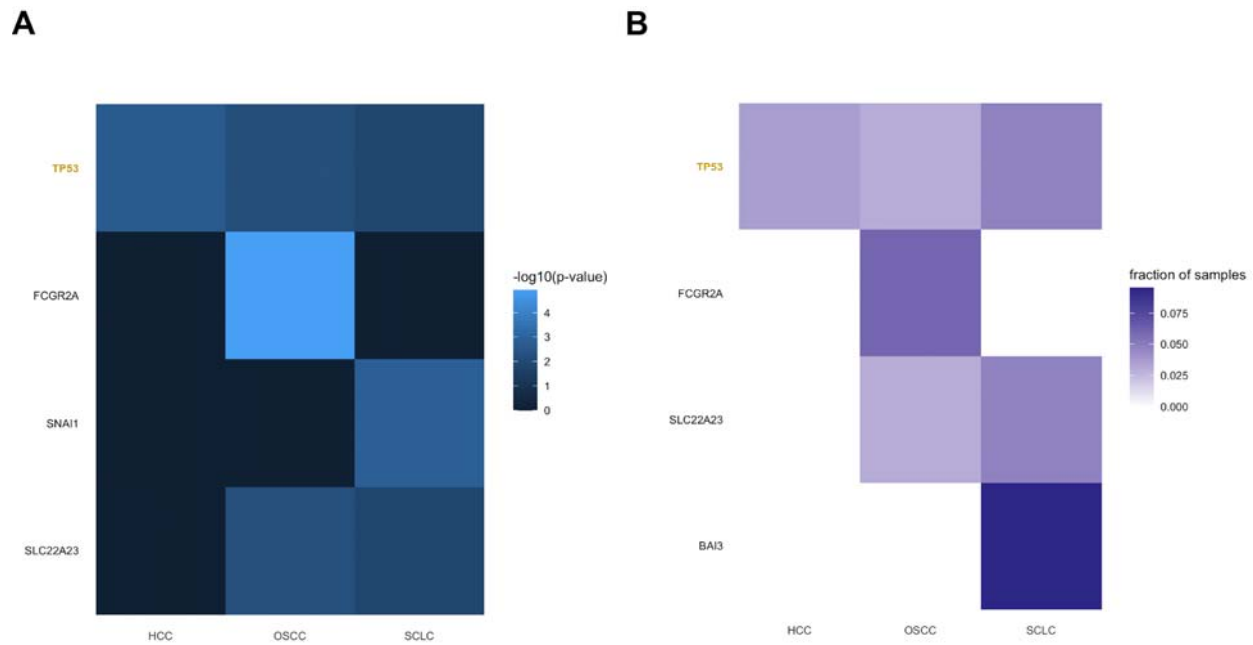 A
TP53
FCGR2A
SNAI1
SLC22A23
HCC OSCC SCLC
-log10(p-value)
4
3
2
1
0
B
TP53
FCGR2A
SLC22A23
BAI3
HCC OSCC SCLC
fraction of samples
0.075
0.050
0.025
0.000